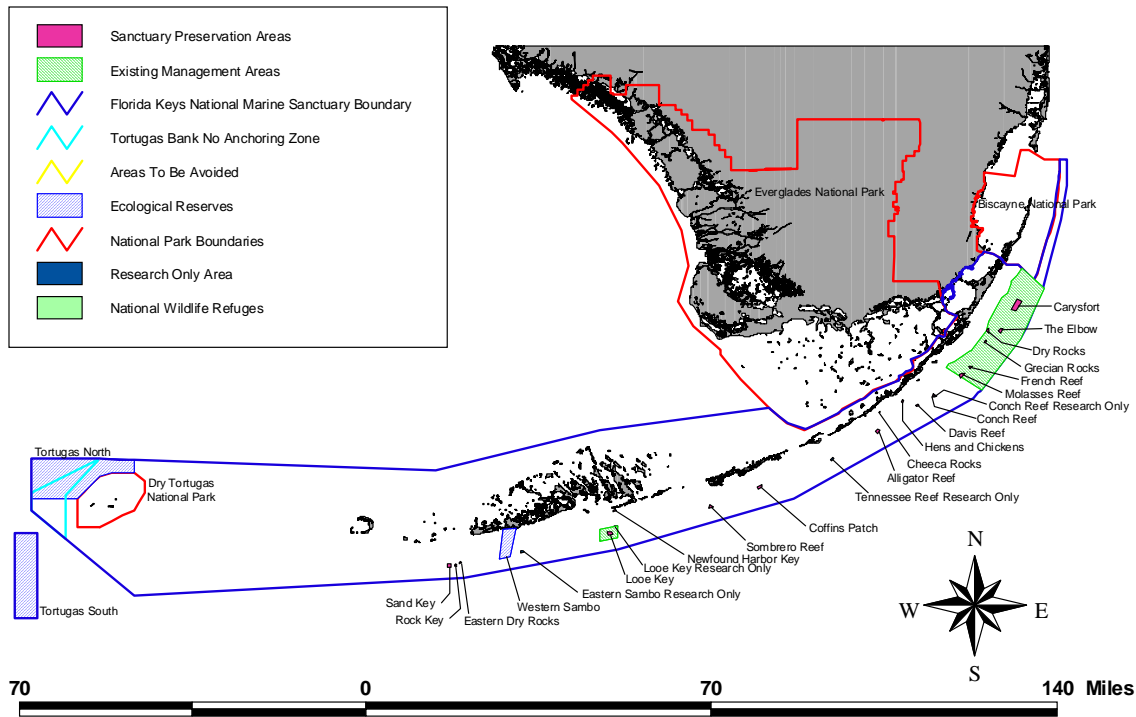 Sanctuary Preservation Areas
Existing Management Areas
Florida Keys National Marine Sanctuary Boundary
Tortugas Bank No Anchoring Zone
Areas To Be Avoided
Ecological Reserves
National Park Boundaries
Research Only Area
National Wildlife Refuges
Everglades National Park
Biscayne National Park
Carysfort
The Elbow
Dry Rocks
Grecian Rocks
French Reef
Molasses Reef
Conch Reef Research Only
Conch Reef
Davis Reef
Hens and Chickens
Cheeca Rocks
Alligator Reef
Tennessee Reef Research Only
Coffins Patch
Sombrero Reef
Newfound Harbor Key
Looe Key Research Only
Looe Key
Eastern Sambo Research Only
Western Sambo
Eastern Dry Rocks
Sand Key
Rock Key
Tortugas North
Dry Tortugas
National Park
Tortugas South
N
W E
S
70 0 70 140 Miles